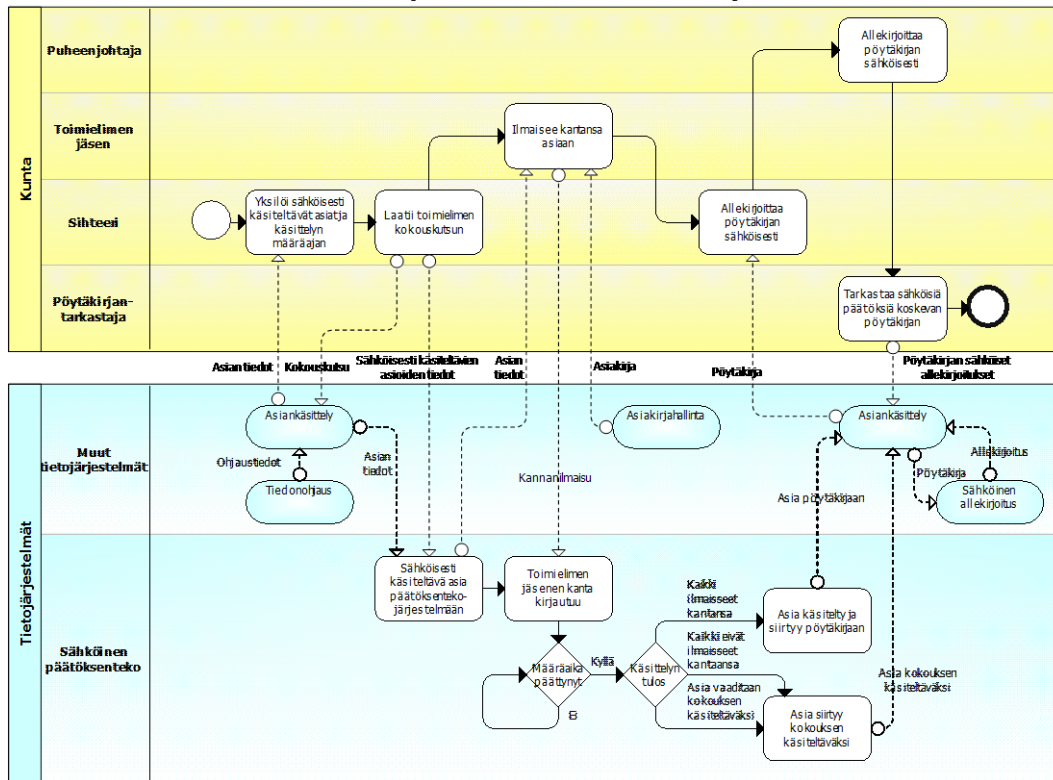 Kunta
Puheenjohtaja
Allekirjoittaa
pöytäkirjan
sähköisesti
Toimielimen
jäsen
Ilmaisee kantansa
asiaan
Sihteeri
Yksilöi sähköisesti
käsiteltävät asiat ja
käsittelyn
määräajan
Laatii toimielimen
kokouskutsun
Allekirjoittaa
pöytäkirjan
sähköisesti
Pöytäkirjan-
tarkastaja
Tarkastaa sähköisiä
päätöksiä koskevan
pöytäkirjan
Asian tiedot
Kokouskutsu
Sähköisesti käsiteltävien
asioiden tiedot
Asian
tiedot
Asiakirja
Pöytäkirja
Pöytäkirjan sähköiset
allekirjoitukset
Tietojärjestelmät
Muut
tietojärjestelmät
Asiankäsittely
Ohjaustiedot
Tiedonohjaus
Asian
tiedot
Kannanilmaisu
Asiakirjahallinta
Asia pöytäkirjaan
Asiankäsittely
Pöytäkirja
Allekirjoitus
Sähköinen
allekirjoitus
Sähköinen
päätöksenteko
Sähköisesti
käsiteltävä asia
päätöksenteko-
järjestelmään
Toimielimen
jäsenen kanta
kirjautuu
Määräaika
päättynyt
Kyllä
Ei
Käsittelyn
tulos
Kaikki
ilmaisseet
kantansa
Kaikki eivät
ilmaisseet
kantaansa
Asia vaaditaan
kokouksen
käsiteltäväksi
Asia käsitelty ja
siirtyy pöytäkirjaan
Asia siirtyy
kokouksen
käsiteltäväksi
Asia kokouksen
käsiteltäväksi